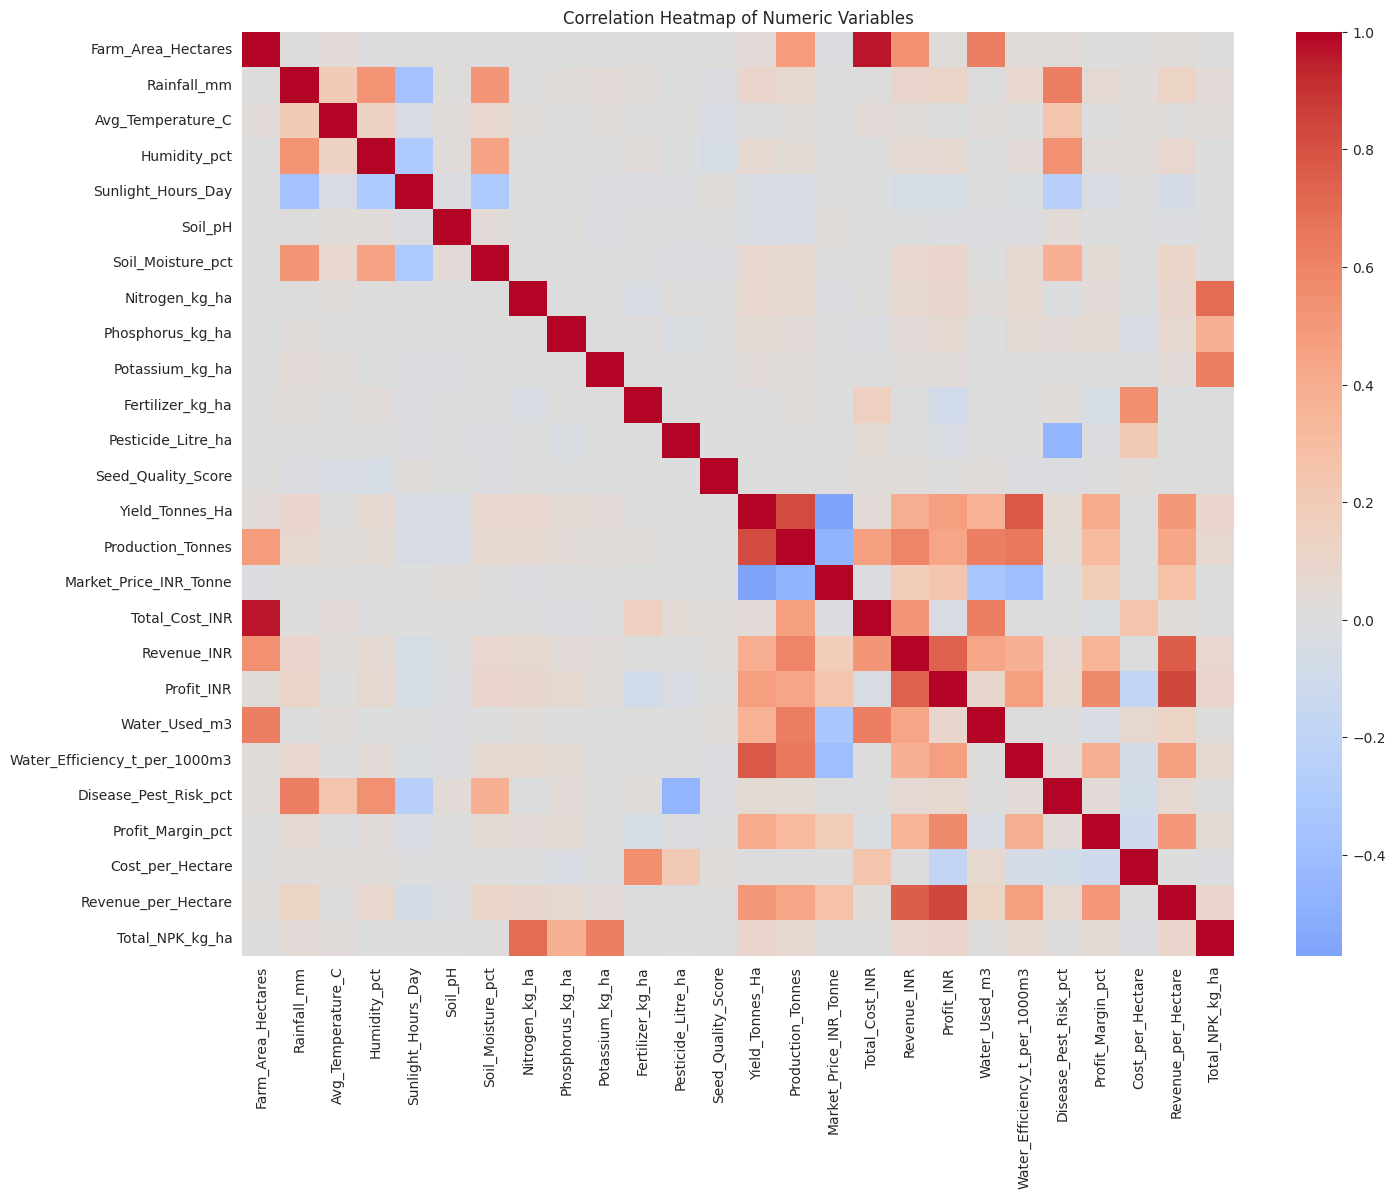 Correlation Heatmap of Numeric Variables
Farm_Area_Hectares
Rainfall_mm
Avg_Temperature_C
Humidity_pct
Sunlight_Hours_Day
Soil_pH
Soil_Moisture_pct
Nitrogen_kg_ha
Phosphorus_kg_ha
Potassium_kg_ha
Fertilizer_kg_ha
Pesticide_Litre_ha
Seed_Quality_Score
Yield_Tonnes_Ha
Production_Tonnes
Market_Price_INR_Tonne
Total_Cost_INR
Revenue_INR
Profit_INR
Water_Used_m3
Water_Efficiency_t_per_1000m3
Disease_Pest_Risk_pct
Profit_Margin_pct
Cost_per_Hectare
Revenue_per_Hectare
Total_NPK_kg_ha
Farm_Area_Hectares
Rainfall_mm
Avg_Temperature_C
Humidity_pct
Sunlight_Hours_Day
Soil_pH
Soil_Moisture_pct
Nitrogen_kg_ha
Phosphorus_kg_ha
Potassium_kg_ha
Fertilizer_kg_ha
Pesticide_Litre_ha
Seed_Quality_Score
Yield_Tonnes_Ha
Production_Tonnes
Market_Price_INR_Tonne
Total_Cost_INR
Revenue_INR
Profit_INR
Water_Used_m3
Water_Efficiency_t_per_1000m3
Disease_Pest_Risk_pct
Profit_Margin_pct
Cost_per_Hectare
Revenue_per_Hectare
Total_NPK_kg_ha
1.0
0.8
0.6
0.4
0.2
0.0
−0.2
−0.4